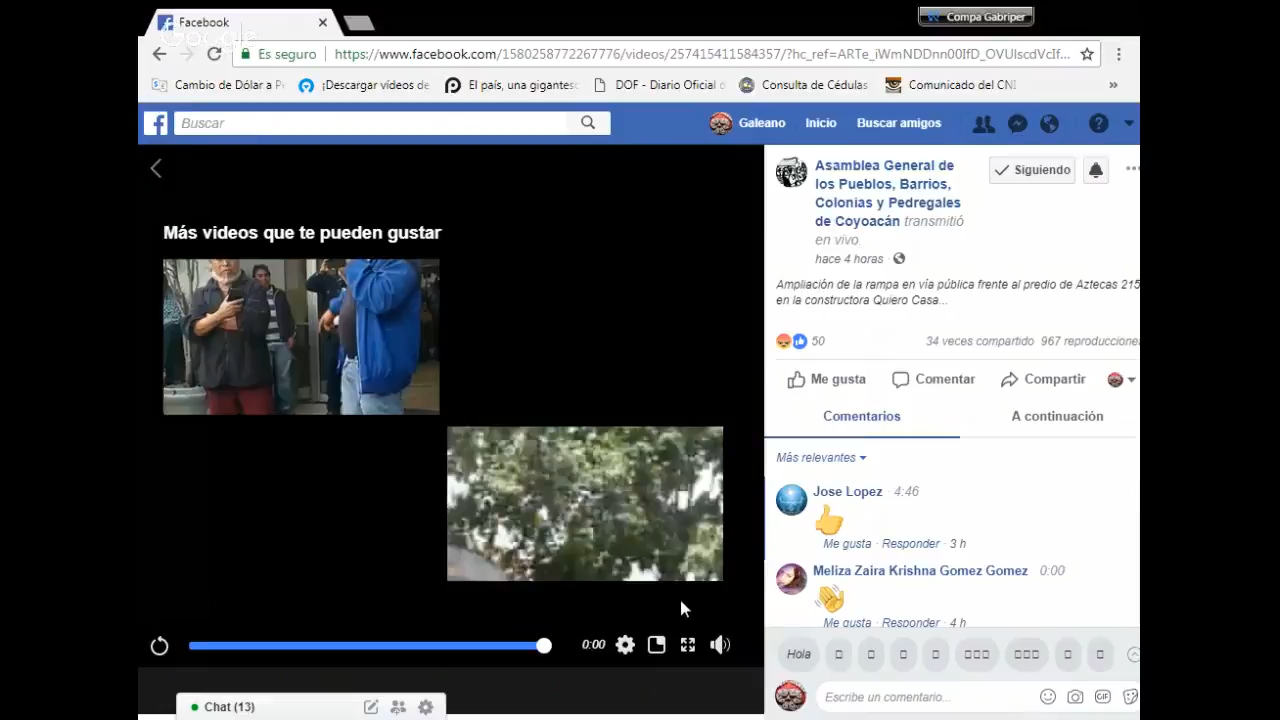 Facebook
Compa Gabriper
Google
Es seguro
https://www.facebook.com/1580258772267776/videos/257415411584357/?hc_ref=ARTe_iWmNDDnn00IfD_OVUlscdVcIf...
Cambio de Dólar a P
¡Descargar vídeos de
El país, una gigantes
DOF - Diario Oficial d
Consulta de Cédulas
Comunicado del CNI
»
Buscar
Galeano
Inicio
Buscar amigos
Más videos que te pueden gustar
Asamblea General de
los Pueblos, Barrios,
Colonias y Pedregales
de Coyoacán transmitió
en vivo.
hace 4 horas
Siguiendo
Ampliación de la rampa en vía pública frente al predio de Aztecas 215
en la constructora Quiero Casa...
50
34 veces compartido 967 reproducciones
Me gusta
Comentar
Compartir
Comentarios
A continuación
Más relevantes
Jose Lopez 4:46
Me gusta · Responder · 3 h
Meliza Zaira Krishna Gomez Gomez 0:00
Me gusta · Responder · 4 h
0:00
Hola
Escribe un comentario...
GIF
Chat (13)